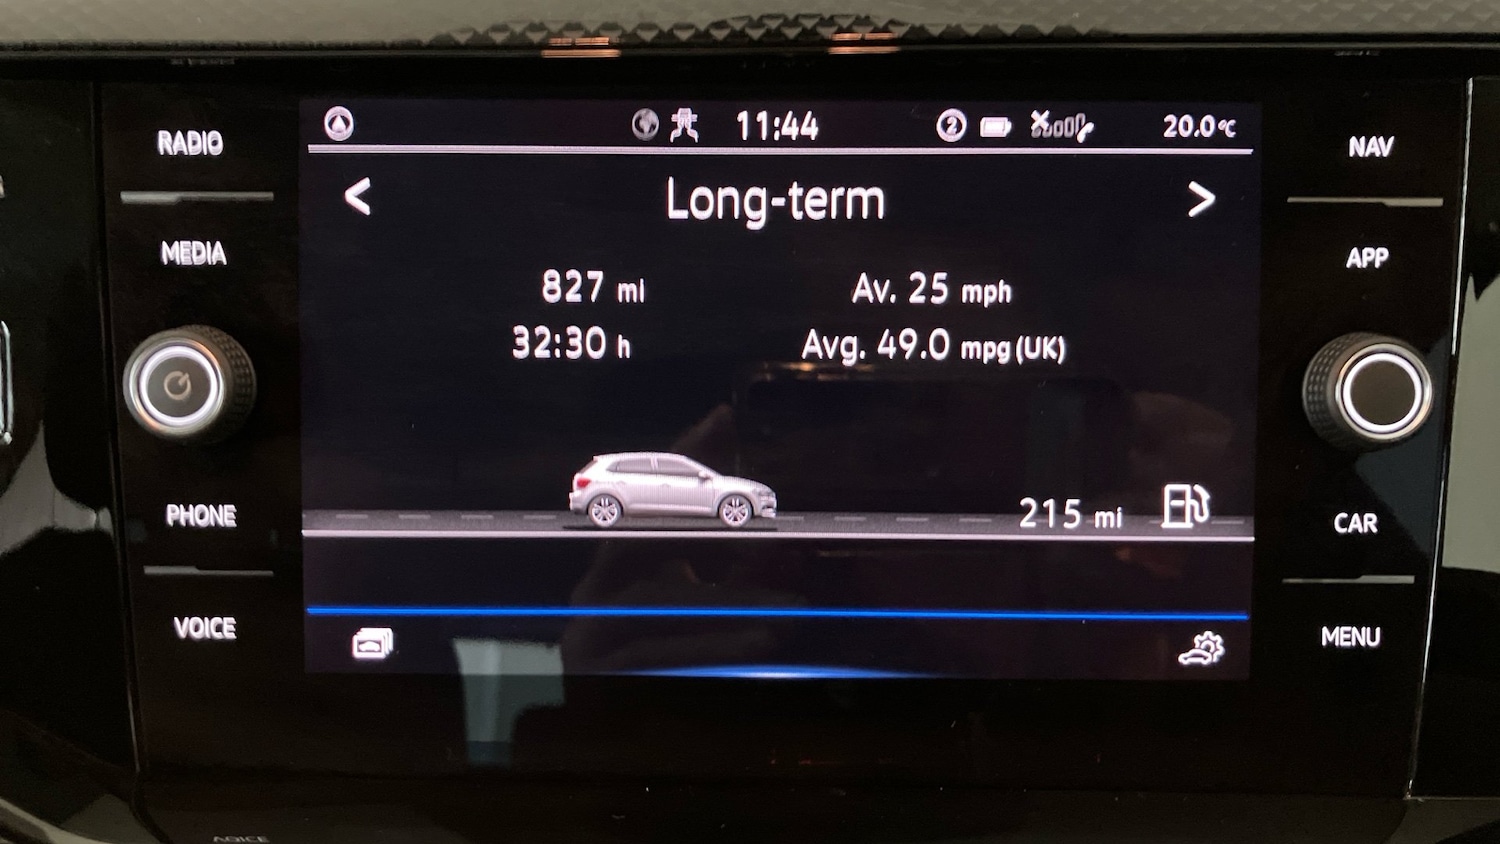 RADIO
MEDIA
PHONE
VOICE
11:44
2
20.0°C
<
Long-term
>
827 mi
Av. 25 mph
32:30 h
Avg. 49.0 mpg (UK)
215 mi
NAV
APP
CAR
MENU